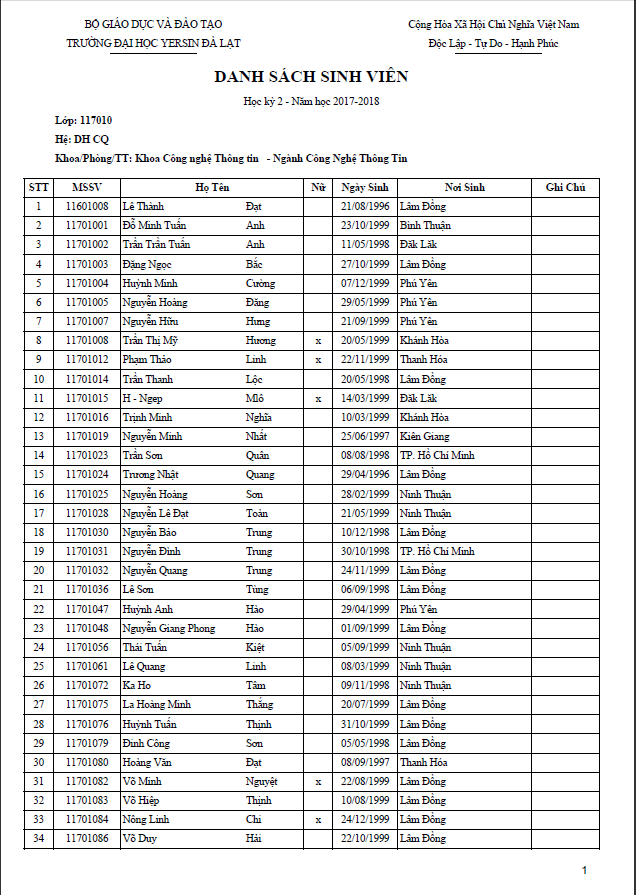 BỘ GIÁO DỤC VÀ ĐÀO TẠO Cộng Hòa Xã Hội Chủ Nghĩa Việt Nam
TRƯỜNG ĐẠI HỌC YERSIN ĐÀ LẠT Độc Lập - Tự Do - Hạnh Phúc
DANH SÁCH SINH VIÊN
Học kỳ 2 - Năm học 2017-2018
Lớp: 117010
Hệ: DH CQ
Khoa/Phòng/TT: Khoa Công nghệ Thông tin - Ngành Công Nghệ Thông Tin
STT MSSV Họ Tên Nữ Ngày Sinh Nơi Sinh Ghi Chú
1 11601008 Lê Thành Đạt 21/08/1996 Lâm Đồng
2 11701001 Đỗ Minh Tuấn Anh 23/10/1999 Bình Thuận
3 11701002 Trần Trần Tuấn Anh 11/05/1998 Đăk Lăk
4 11701003 Đặng Ngọc Bắc 27/10/1999 Lâm Đồng
5 11701004 Huỳnh Minh Cường 07/12/1999 Phú Yên
6 11701005 Nguyễn Hoàng Đăng 29/05/1999 Phú Yên
7 11701007 Nguyễn Hữu Hưng 21/09/1999 Phú Yên
8 11701008 Trần Thị Mỹ Hương x 20/05/1999 Khánh Hòa
9 11701012 Phạm Thảo Linh x 22/11/1999 Thanh Hóa
10 11701014 Trần Thanh Lộc 20/05/1998 Lâm Đồng
11 11701015 H - Ngep Mlô x 14/03/1999 Đăk Lăk
12 11701016 Trịnh Minh Nghĩa 10/03/1999 Khánh Hòa
13 11701019 Nguyễn Minh Nhất 25/06/1997 Kiên Giang
14 11701023 Trần Sơn Quân 08/08/1998 TP. Hồ Chí Minh
15 11701024 Trương Nhật Quang 29/04/1996 Lâm Đồng
16 11701025 Nguyễn Hoàng Sơn 28/02/1999 Ninh Thuận
17 11701028 Nguyễn Lê Đạt Toàn 21/05/1999 Ninh Thuận
18 11701030 Nguyễn Bảo Trung 10/12/1998 Lâm Đồng
19 11701031 Nguyễn Đình Trung 30/10/1998 TP. Hồ Chí Minh
20 11701032 Nguyễn Quang Trung 24/11/1999 Lâm Đồng
21 11701036 Lê Sơn Tùng 06/09/1998 Lâm Đồng
22 11701047 Huỳnh Anh Hào 29/04/1999 Phú Yên
23 11701048 Nguyễn Giang Phong Hào 01/09/1999 Lâm Đồng
24 11701056 Thái Tuấn Kiệt 05/09/1999 Ninh Thuận
25 11701061 Lê Quang Linh 08/03/1999 Ninh Thuận
26 11701072 Ka Ho Tâm 09/11/1998 Ninh Thuận
27 11701075 La Hoàng Minh Thắng 20/07/1999 Lâm Đồng
28 11701076 Huỳnh Tuấn Thịnh 31/10/1999 Lâm Đồng
29 11701079 Đinh Công Sơn 05/05/1998 Lâm Đồng
30 11701080 Hoàng Văn Đạt 08/09/1997 Thanh Hóa
31 11701082 Võ Minh Nguyệt x 22/08/1999 Lâm Đồng
32 11701083 Võ Hiệp Thịnh 10/08/1999 Lâm Đồng
33 11701084 Nông Linh Chi x 24/12/1999 Lâm Đồng
34 11701086 Võ Duy Hải 22/10/1999 Lâm Đồng
1